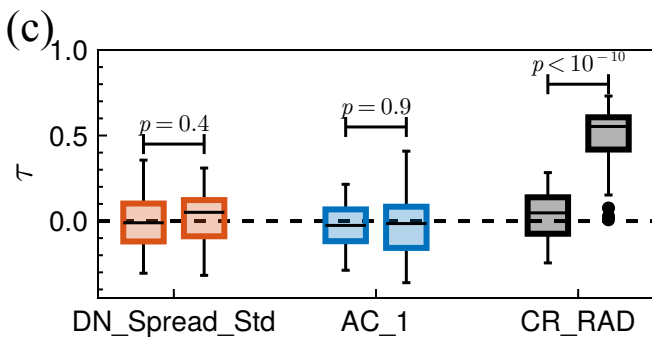 (c)
1.0
p < 10^{-10}
p = 0.4
p = 0.9
0.5
τ
0.0
DN_Spread_Std AC_1 CR_RAD